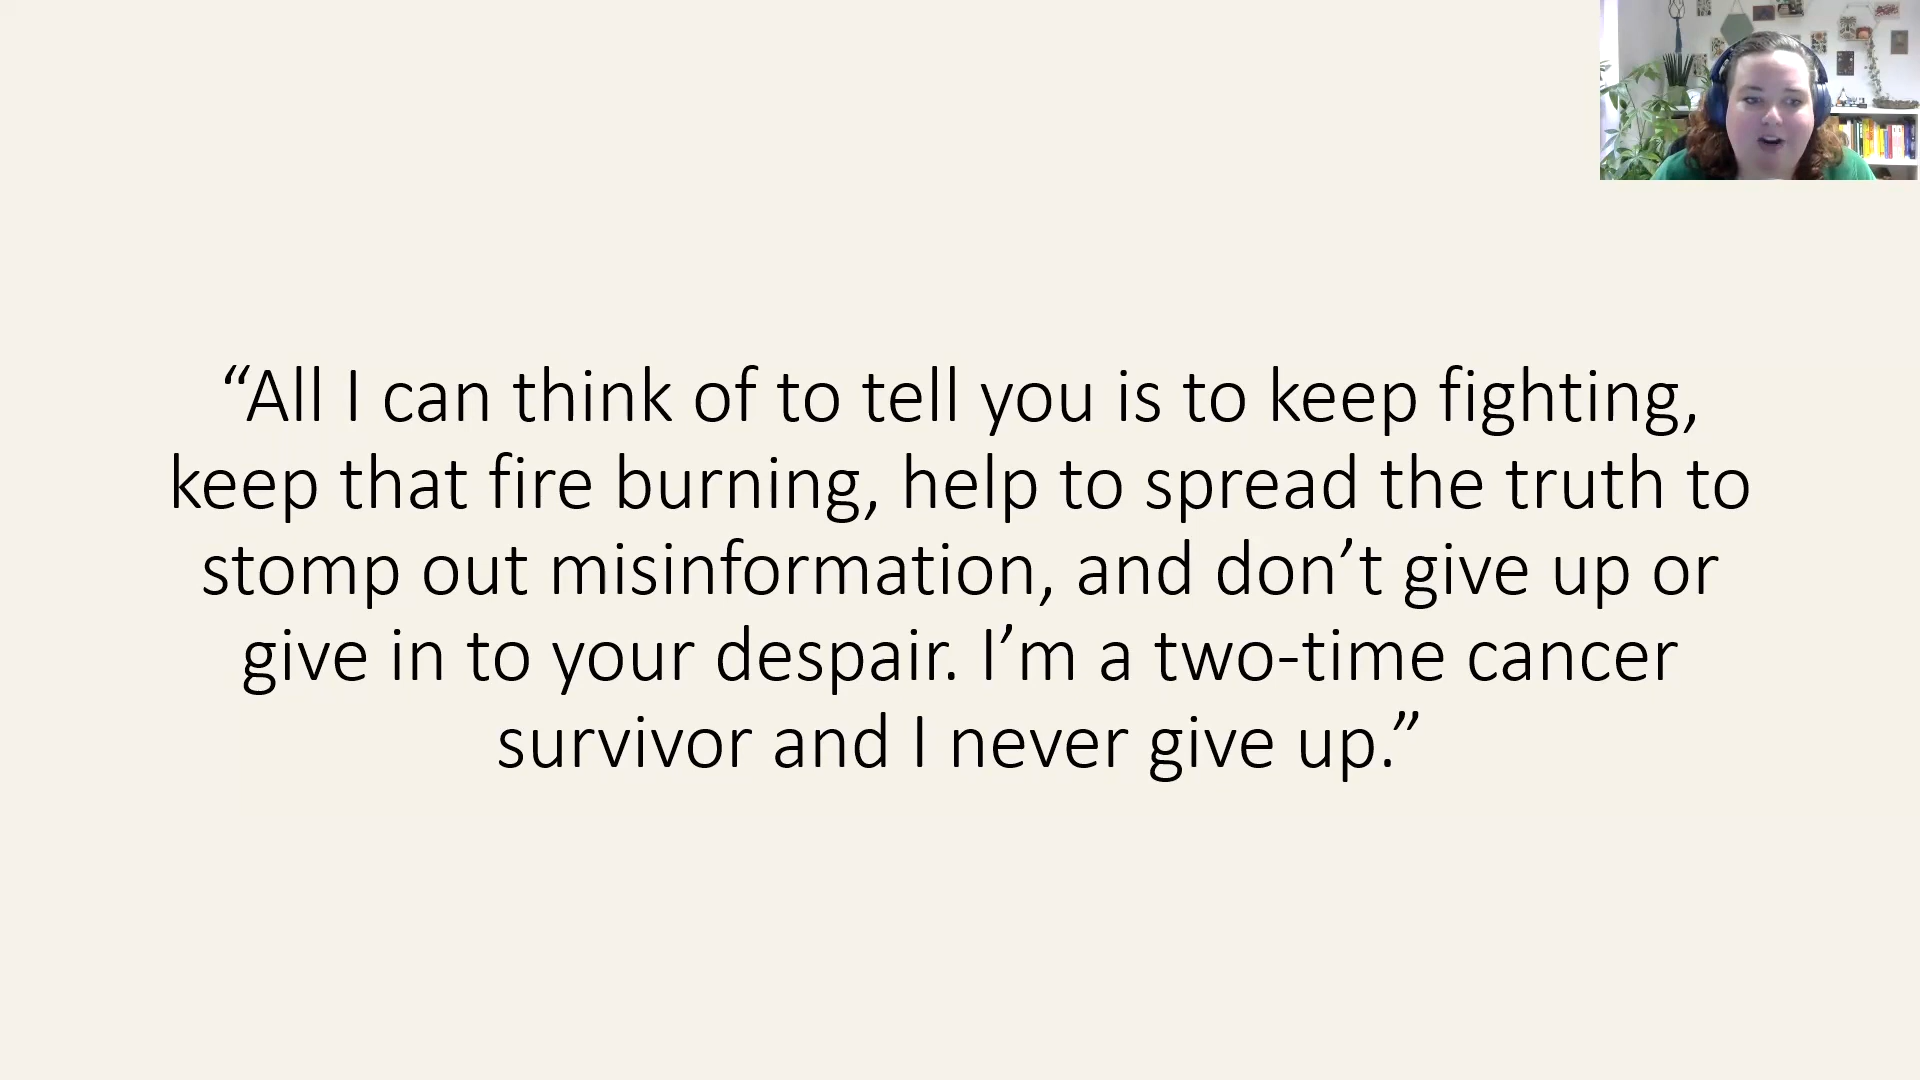 “All I can think of to tell you is to keep fighting,
keep that fire burning, help to spread the truth to
stomp out misinformation, and don’t give up or
give in to your despair. I’m a two-time cancer
survivor and I never give up.”